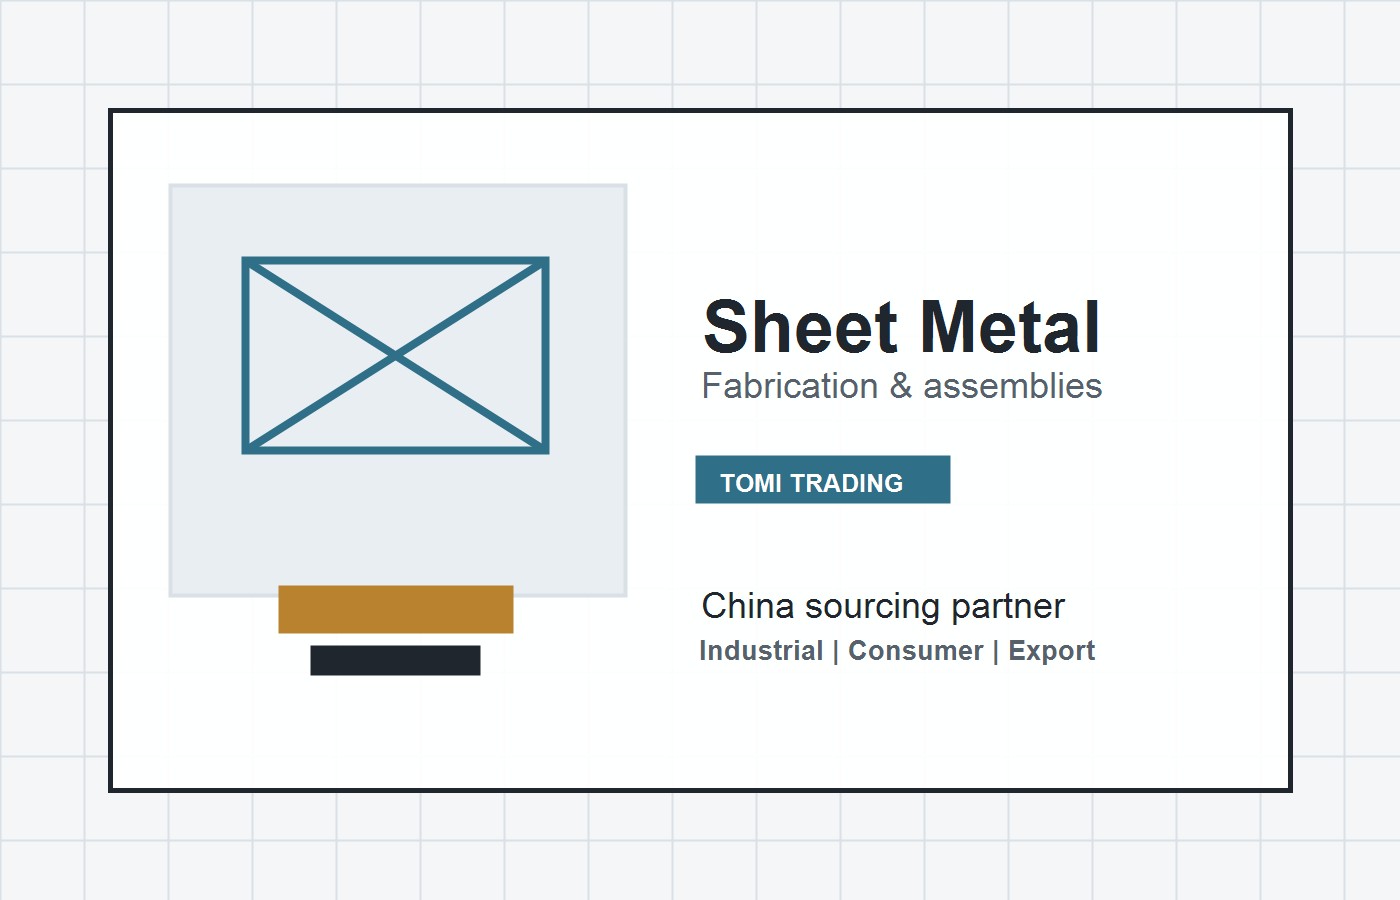 Sheet Metal
Fabrication & assemblies
TOMI TRADING
China sourcing partner
Industrial | Consumer | Export